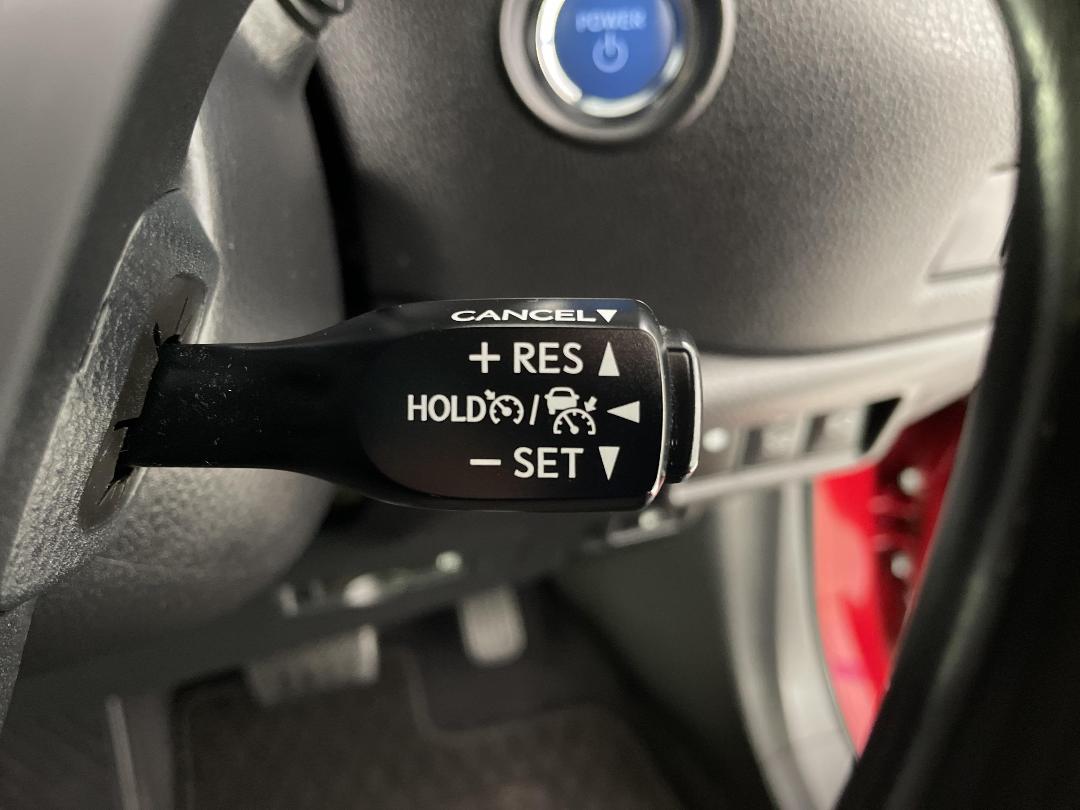 POWER
CANCEL▼
+ RES ▲
HOLD / ◀
− SET ▼